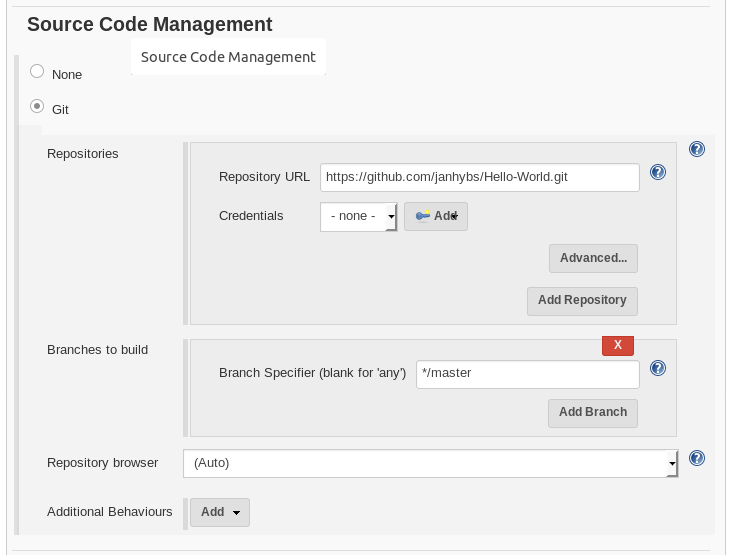 Source Code Management
Source Code Management
None
Git
Repositories
Repository URL https://github.com/janhybs/Hello-World.git
Credentials - none - Add
Advanced...
Add Repository
Branches to build X
Branch Specifier (blank for 'any') */master
Add Branch
Repository browser (Auto)
Additional Behaviours Add